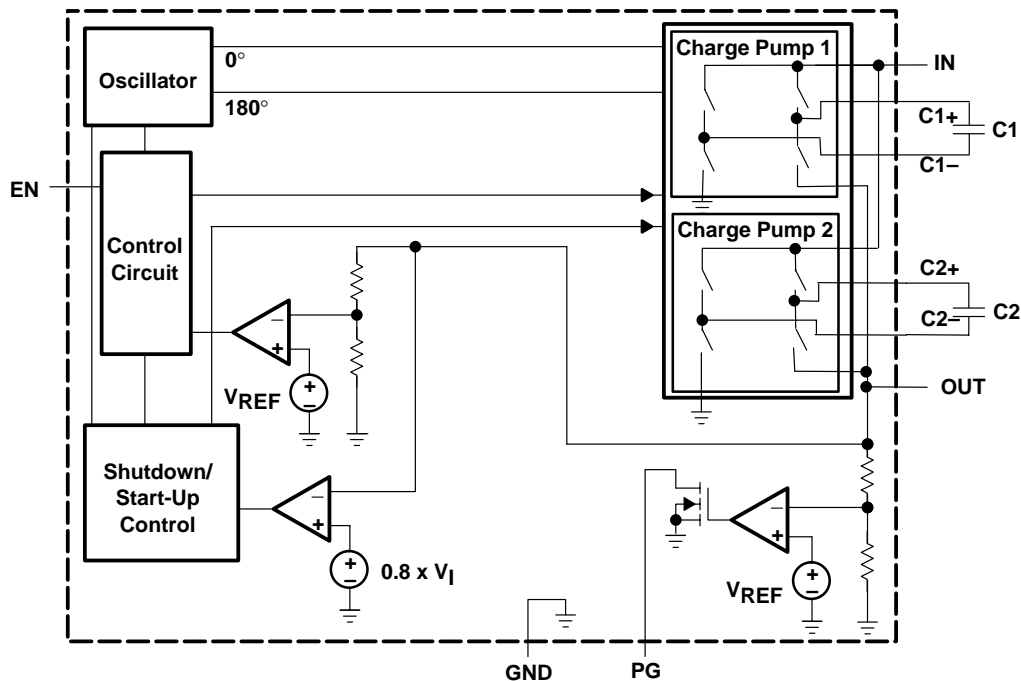 Oscillator
0°
180°
Charge Pump 1
IN
C1+
C1
C1–
EN
Control
Circuit
Charge Pump 2
C2+
C2
C2–
–
+
+
–
VREF
OUT
Shutdown/
Start-Up
Control
–
+
+
–
0.8 x VI
–
+
+
–
VREF
GND
PG